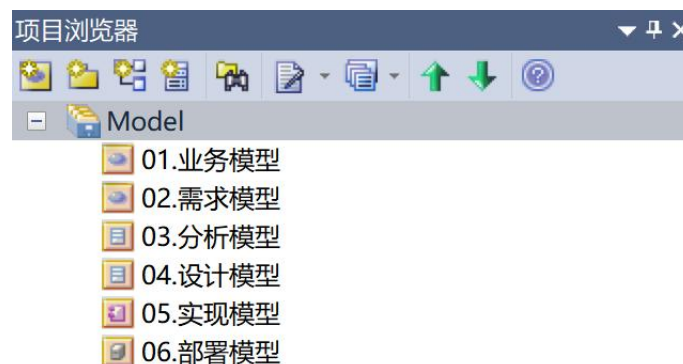 项目浏览器
Model
01.业务模型
02.需求模型
03.分析模型
04.设计模型
05.实现模型
06.部署模型